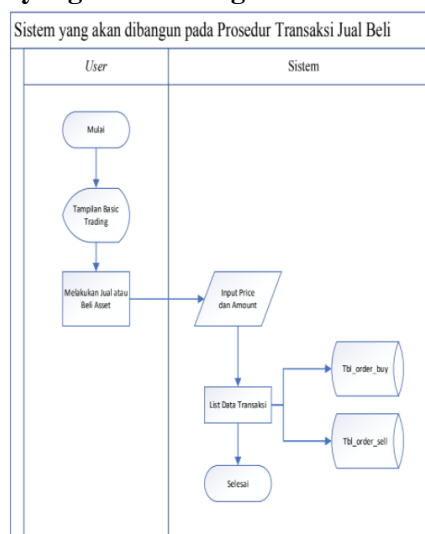 Sistem yang akan dibangun pada Prosedur Transaksi Jual Beli
User
Sistem
Mulai
Tampilan Basic
Trading
Melakukan Jual atau
Beli Asset
Input Price
dan Amount
Tbl_order_buy
List Data Transaksi
Tbl_order_sell
Selesai